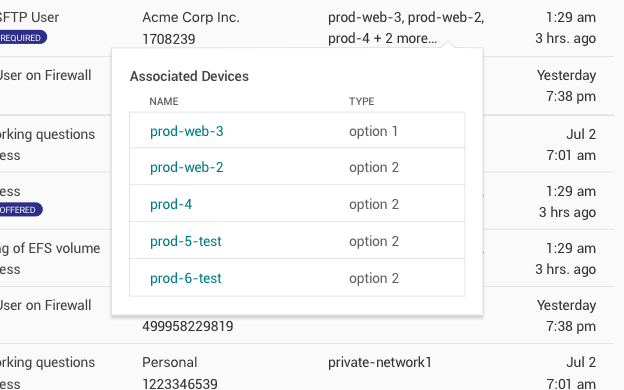 SFTP User Acme Corp Inc. prod-web-3, prod-web-2, 1:29 am
REQUIRED 1708239 prod-4 + 2 more... 3 hrs. ago
User on Firewall Yesterday
7:38 pm
Associated Devices
NAME TYPE
prod-web-3 option 1
prod-web-2 option 2
prod-4 option 2
prod-5-test option 2
prod-6-test option 2
orking questions Jul 2
ess 7:01 am
ess 1:29 am
OFFERED 3 hrs ago
g of EFS volume 1:29 am
ess 3 hrs. ago
User on Firewall Yesterday
499958229819 7:38 pm
orking questions Personal private-network1 Jul 2
ess 1223346539 7:01 am